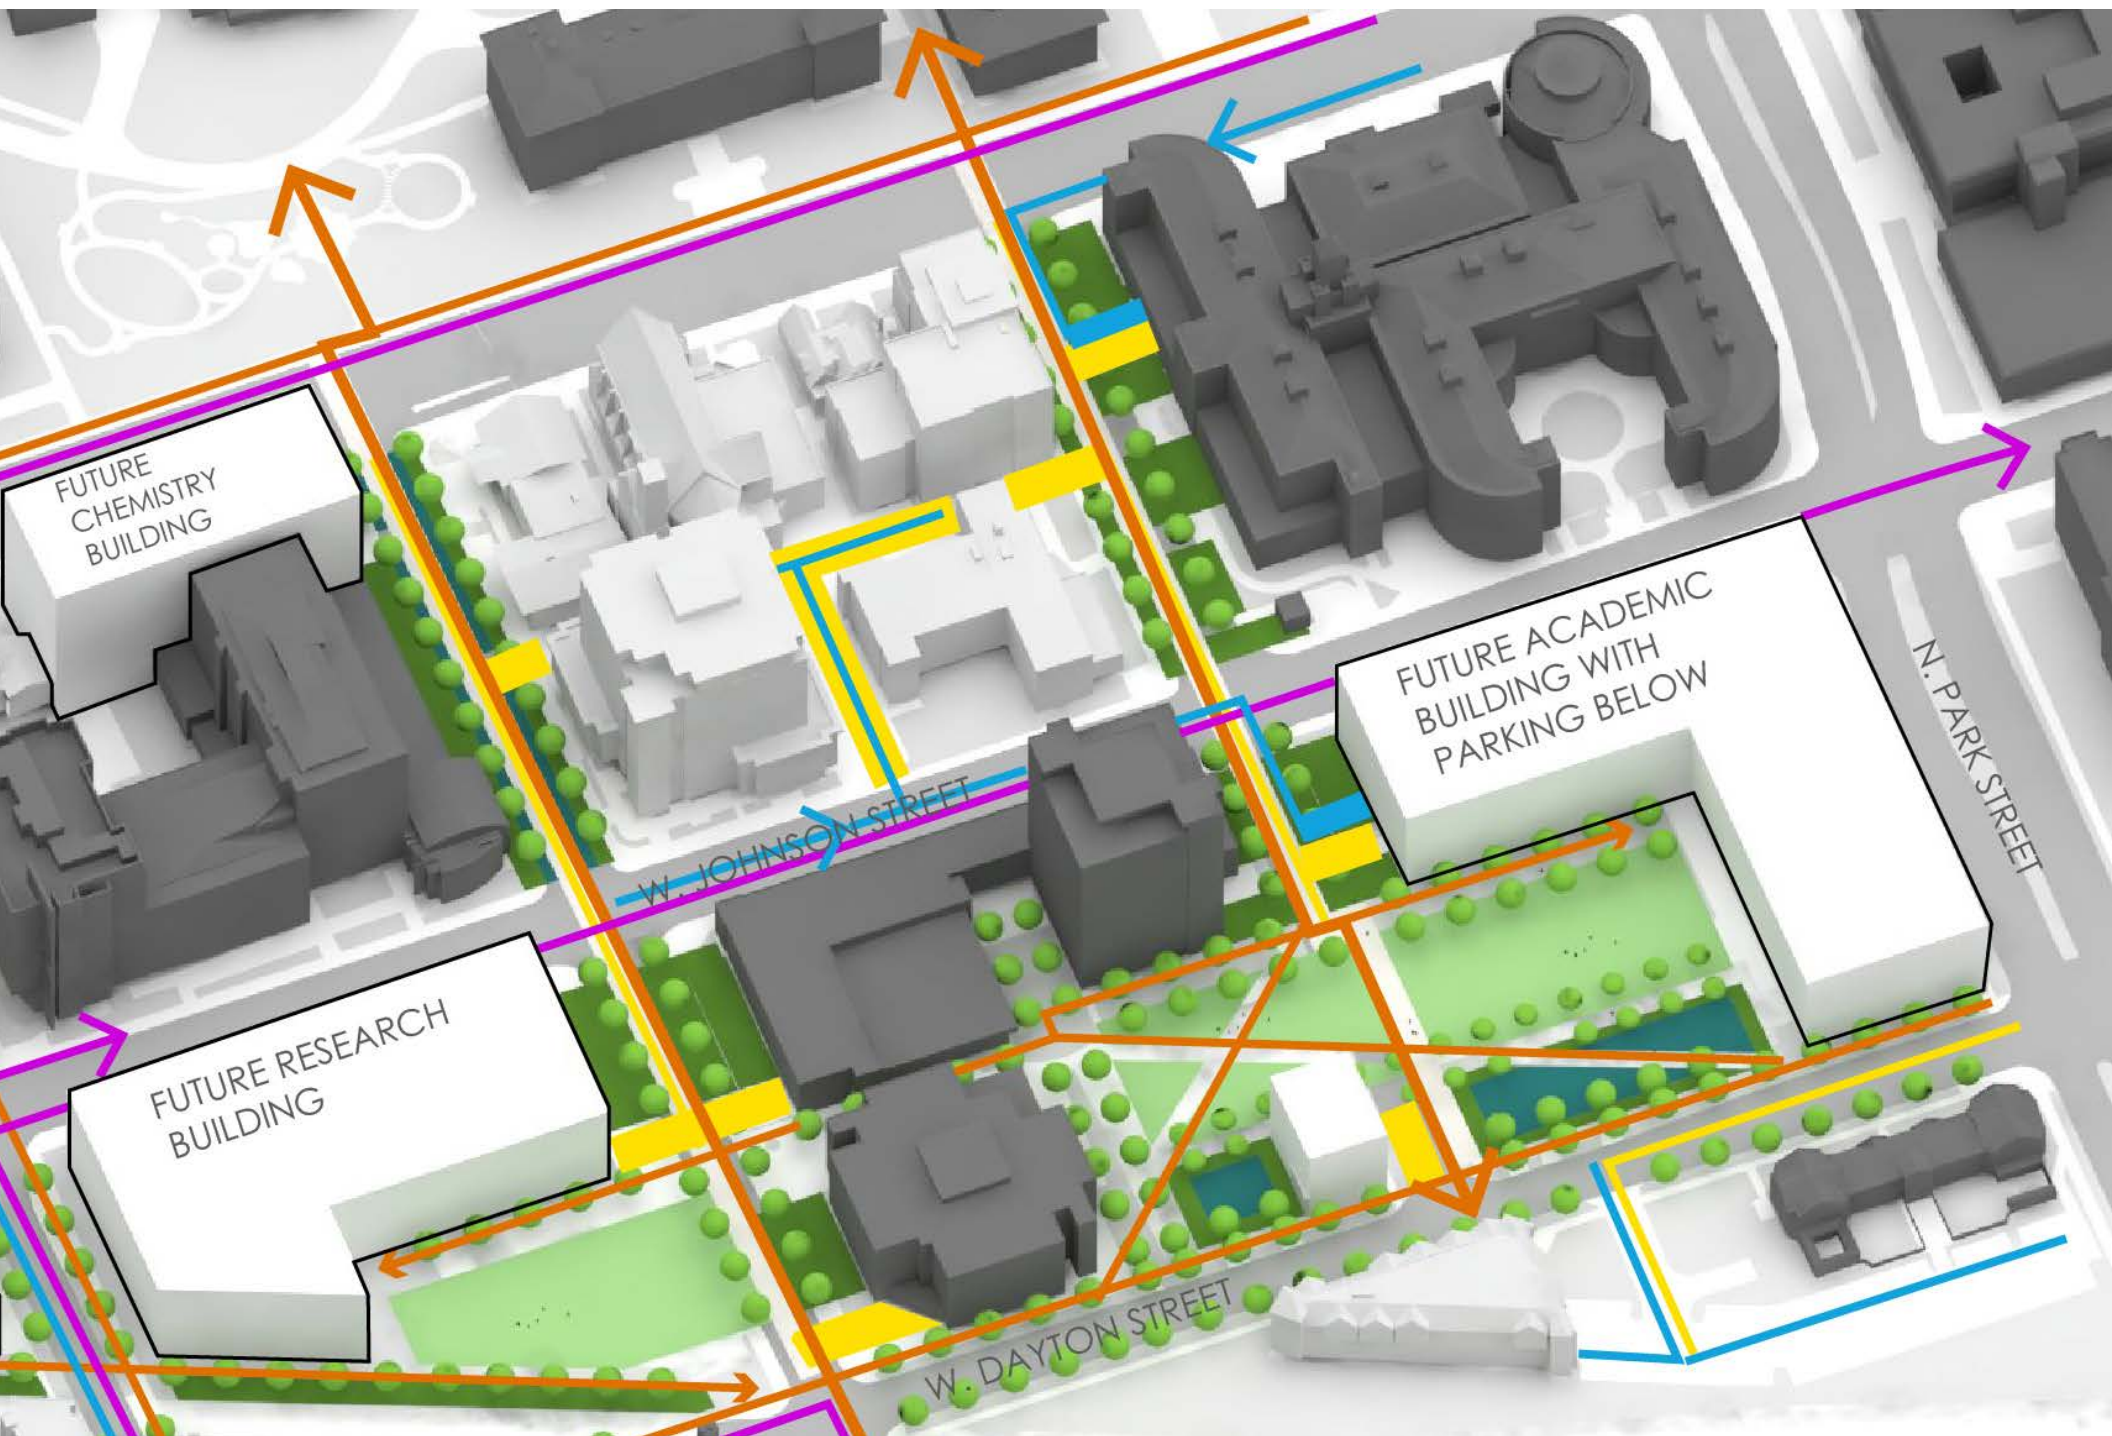 FUTURE
CHEMISTRY
BUILDING
FUTURE ACADEMIC
BUILDING WITH
PARKING BELOW
N. PARK STREET
W. JOHNSON STREET
FUTURE RESEARCH
BUILDING
W. DAYTON STREET